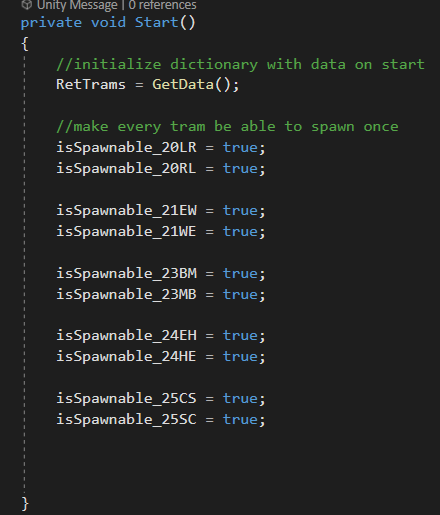 Unity Message | 0 references
private void Start()
{
//initialize dictionary with data on start
RetTrams = GetData();
//make every tram be able to spawn once
isSpawnable_20LR = true;
isSpawnable_20RL = true;
isSpawnable_21EW = true;
isSpawnable_21WE = true;
isSpawnable_23BM = true;
isSpawnable_23MB = true;
isSpawnable_24EH = true;
isSpawnable_24HE = true;
isSpawnable_25CS = true;
isSpawnable_25SC = true;
}